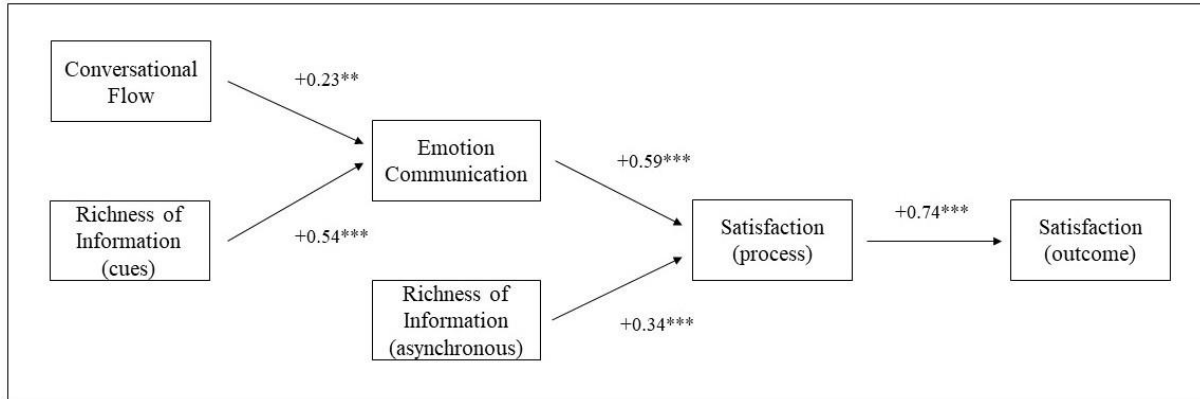 Conversational
Flow
+0.23**
Emotion
Communication
Richness of
Information
(cues)
+0.54***
+0.59***
Richness of
Information
(asynchronous)
+0.34***
Satisfaction
(process)
+0.74***
Satisfaction
(outcome)